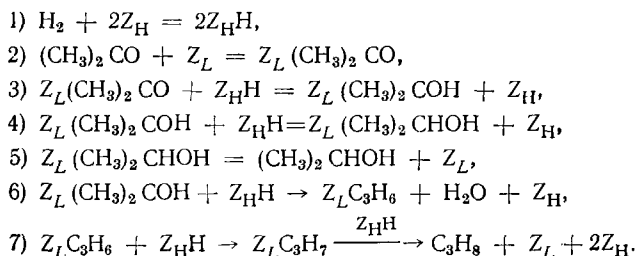 1) H₂ + 2Z_H = 2Z_HH,
2) (CH₃)₂ CO + Z_L = Z_L (CH₃)₂ CO,
3) Z_L(CH₃)₂ CO + Z_HH = Z_L (CH₃)₂ COH + Z_H,
4) Z_L (CH₃)₂ COH + Z_HH=Z_L (CH₃)₂ CHOH + Z_H,
5) Z_L (CH₃)₂ CHOH = (CH₃)₂ CHOH + Z_L,
6) Z_L (CH₃)₂ COH + Z_HH → Z_LC₃H₆ + H₂O + Z_H,
7) Z_LC₃H₆ + Z_HH → Z_LC₃H₇ —Z_HH→ C₃H₈ + Z_L + 2Z_H.